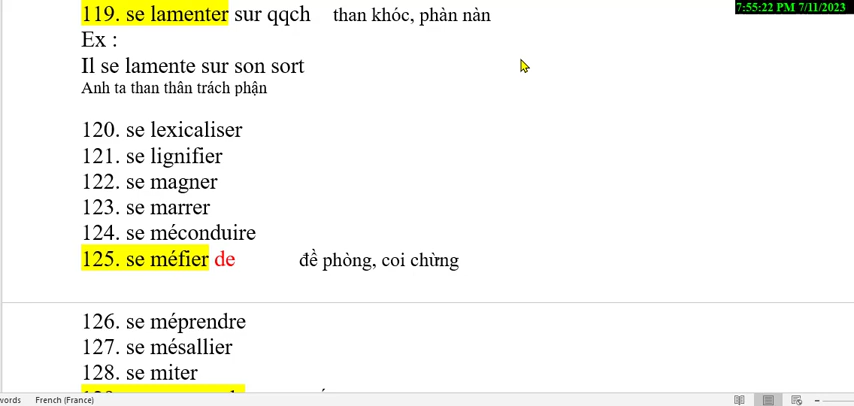 7:55:22 PM 7/11/2023
119. se lamenter sur qqch than khóc, phàn nàn
Ex :
Il se lamente sur son sort
Anh ta than thân trách phận
120. se lexicaliser
121. se lignifier
122. se magner
123. se marrer
124. se méconduire
125. se méfier de đề phòng, coi chừng
126. se méprendre
127. se mésallier
128. se miter
words French (France)